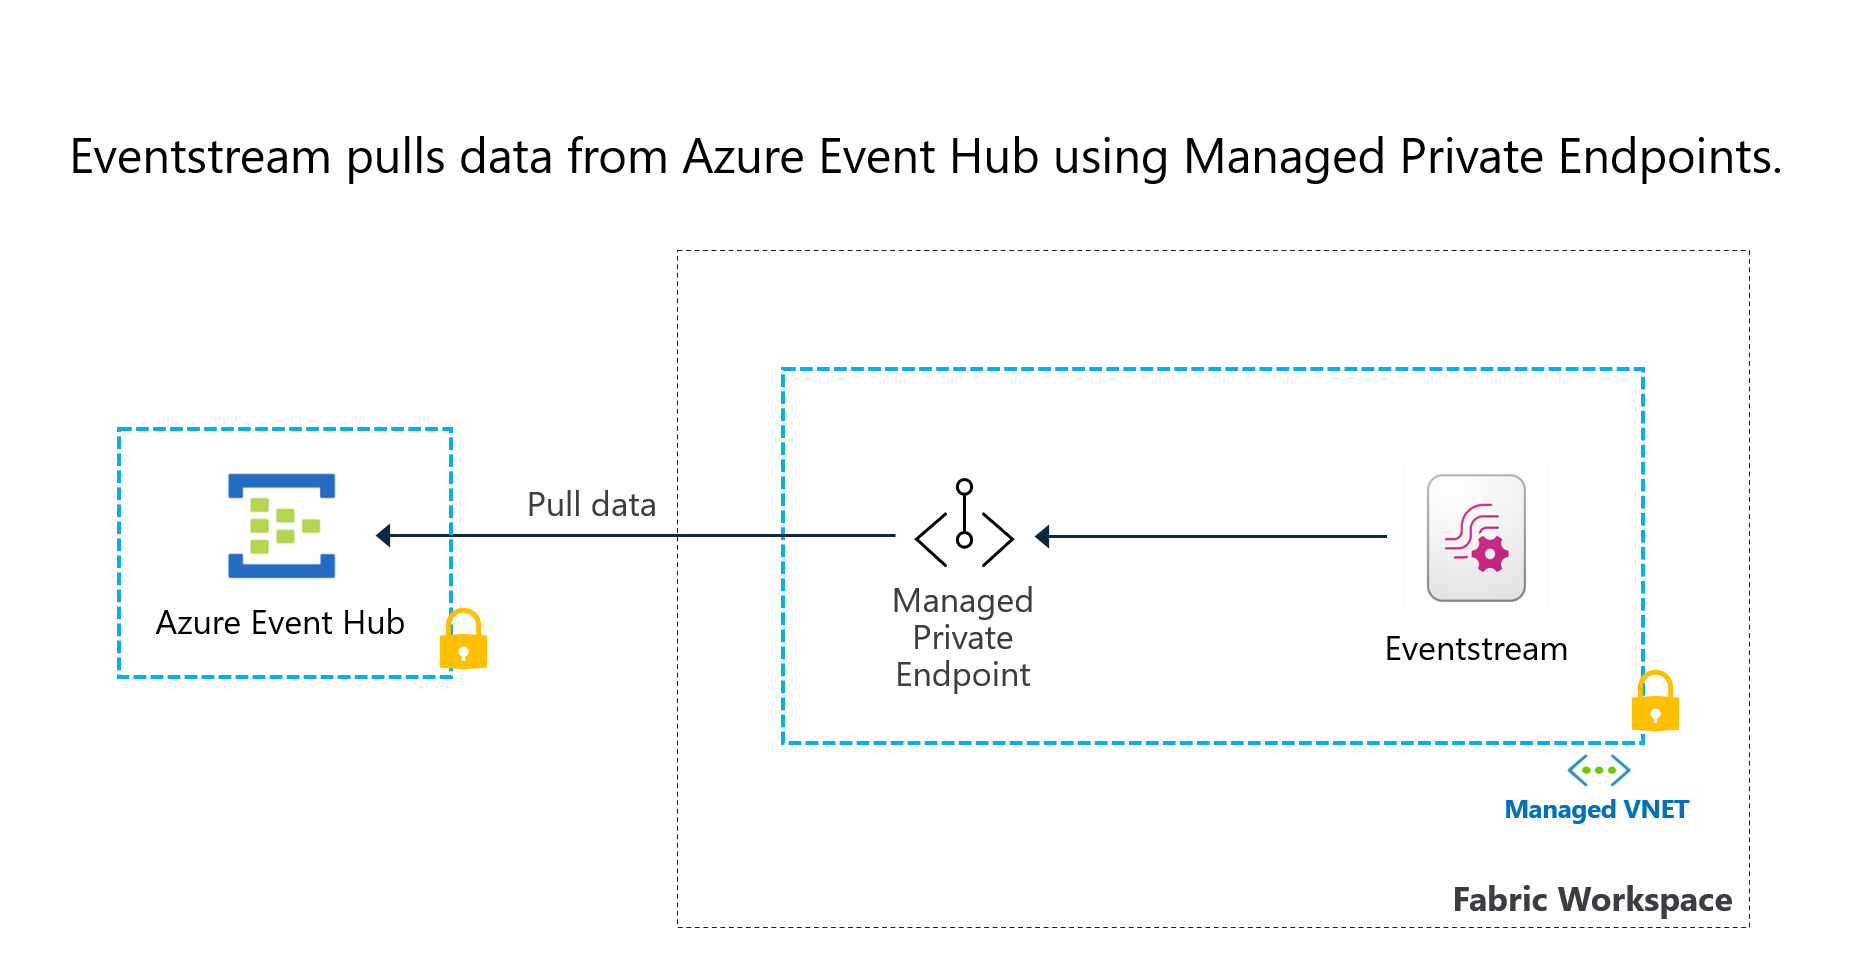 Eventstream pulls data from Azure Event Hub using Managed Private Endpoints.
Pull data
Azure Event Hub
Managed
Private
Endpoint
Eventstream
Managed VNET
Fabric Workspace